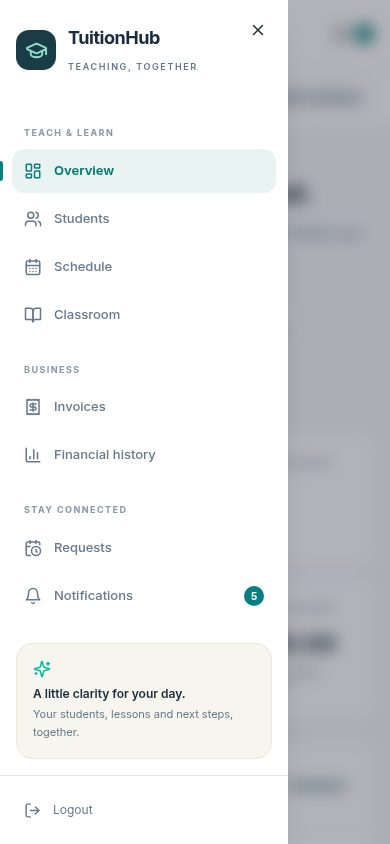 TuitionHub
TEACHING, TOGETHER
TEACH & LEARN
Overview
Students
Schedule
Classroom
BUSINESS
Invoices
Financial history
STAY CONNECTED
Requests
Notifications 5
A little clarity for your day.
Your students, lessons and next steps,
together.
Logout